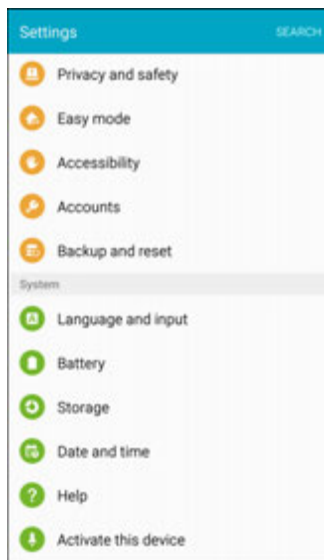 Settings SEARCH
Privacy and safety
Easy mode
Accessibility
Accounts
Backup and reset
System
Language and input
Battery
Storage
Date and time
Help
Activate this device